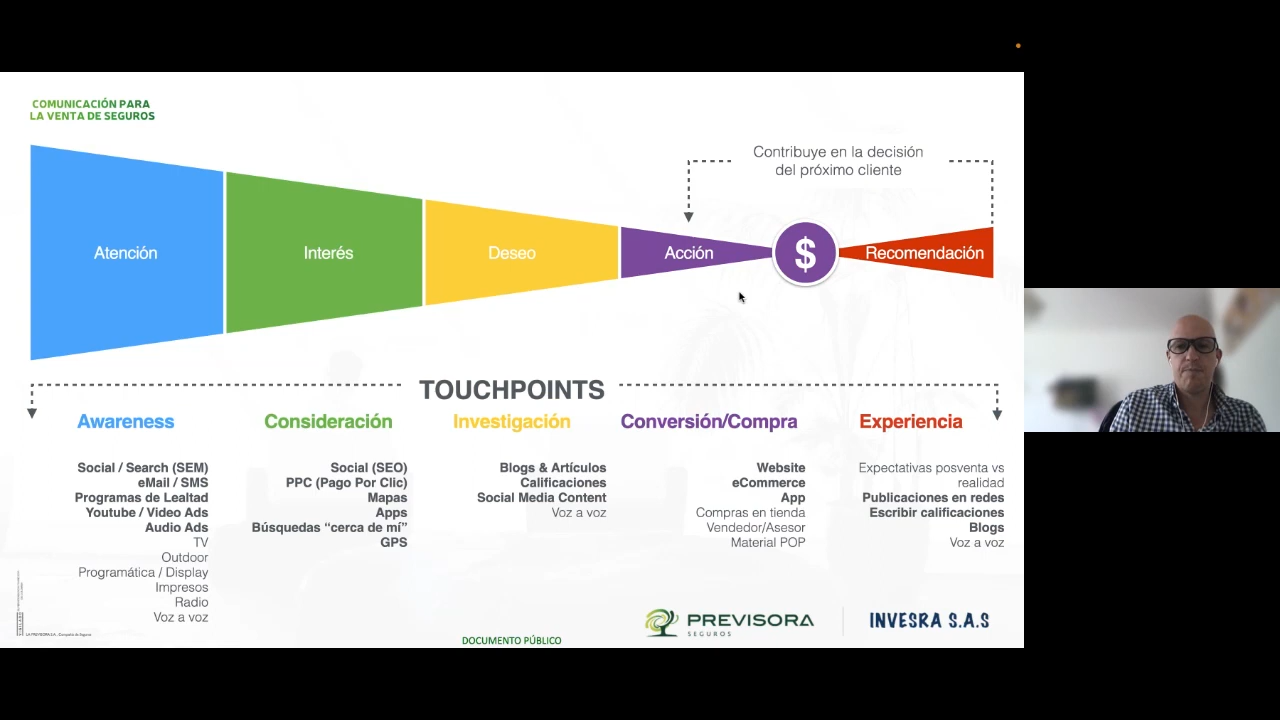 COMUNICACIÓN PARA
LA VENTA DE SEGUROS
Contribuye en la decisión
del próximo cliente
Atención
Interés
Deseo
Acción
$
Recomendación
TOUCHPOINTS
Awareness
Social / Search (SEM)
eMail / SMS
Programas de Lealtad
Youtube / Video Ads
Audio Ads
TV
Outdoor
Programática / Display
Impresos
Radio
Voz a voz
Consideración
Social (SEO)
PPC (Pago Por Clic)
Mapas
Apps
Búsquedas “cerca de mí”
GPS
Investigación
Blogs & Artículos
Calificaciones
Social Media Content
Voz a voz
Conversión/Compra
Website
eCommerce
App
Compras en tienda
Vendedor/Asesor
Material POP
Experiencia
Expectativas posventa vs
realidad
Publicaciones en redes
Escribir calificaciones
Blogs
Voz a voz
PREVISORA
SEGUROS
INVESRA S.A.S
DOCUMENTO PÚBLICO